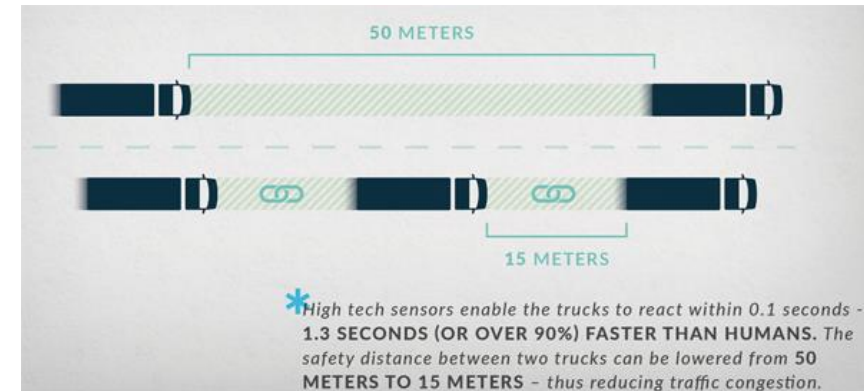 50 METERS
15 METERS
*High tech sensors enable the trucks to react within 0.1 seconds -
1.3 SECONDS (OR OVER 90%) FASTER THAN HUMANS. The
safety distance between two trucks can be lowered from 50
METERS TO 15 METERS – thus reducing traffic congestion.